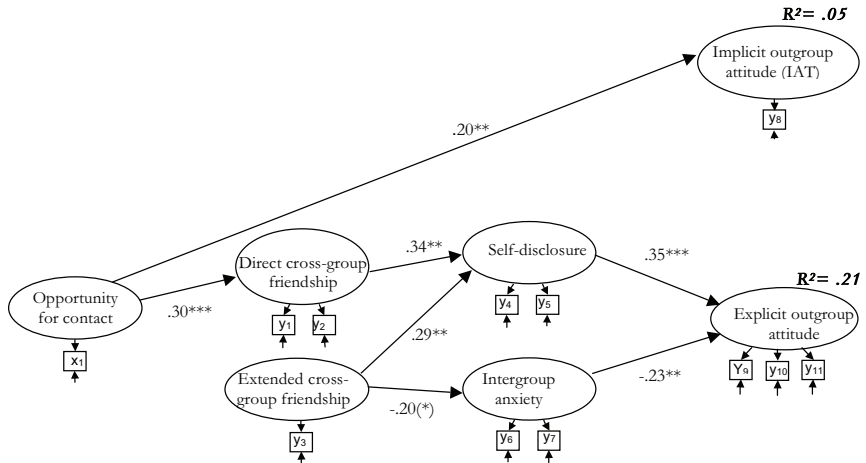 R²= .05
Implicit outgroup
attitude (IAT)
y8
.20**
Direct cross-group
friendship
y1 y2
.34**
Self-disclosure
y4 y5
.35***
R²= .21
Opportunity
for contact
x1
.30***
.29**
Explicit outgroup
attitude
Y9 y10 y11
Extended cross-
group friendship
y3
-.20(*)
Intergroup
anxiety
y6 y7
-.23**